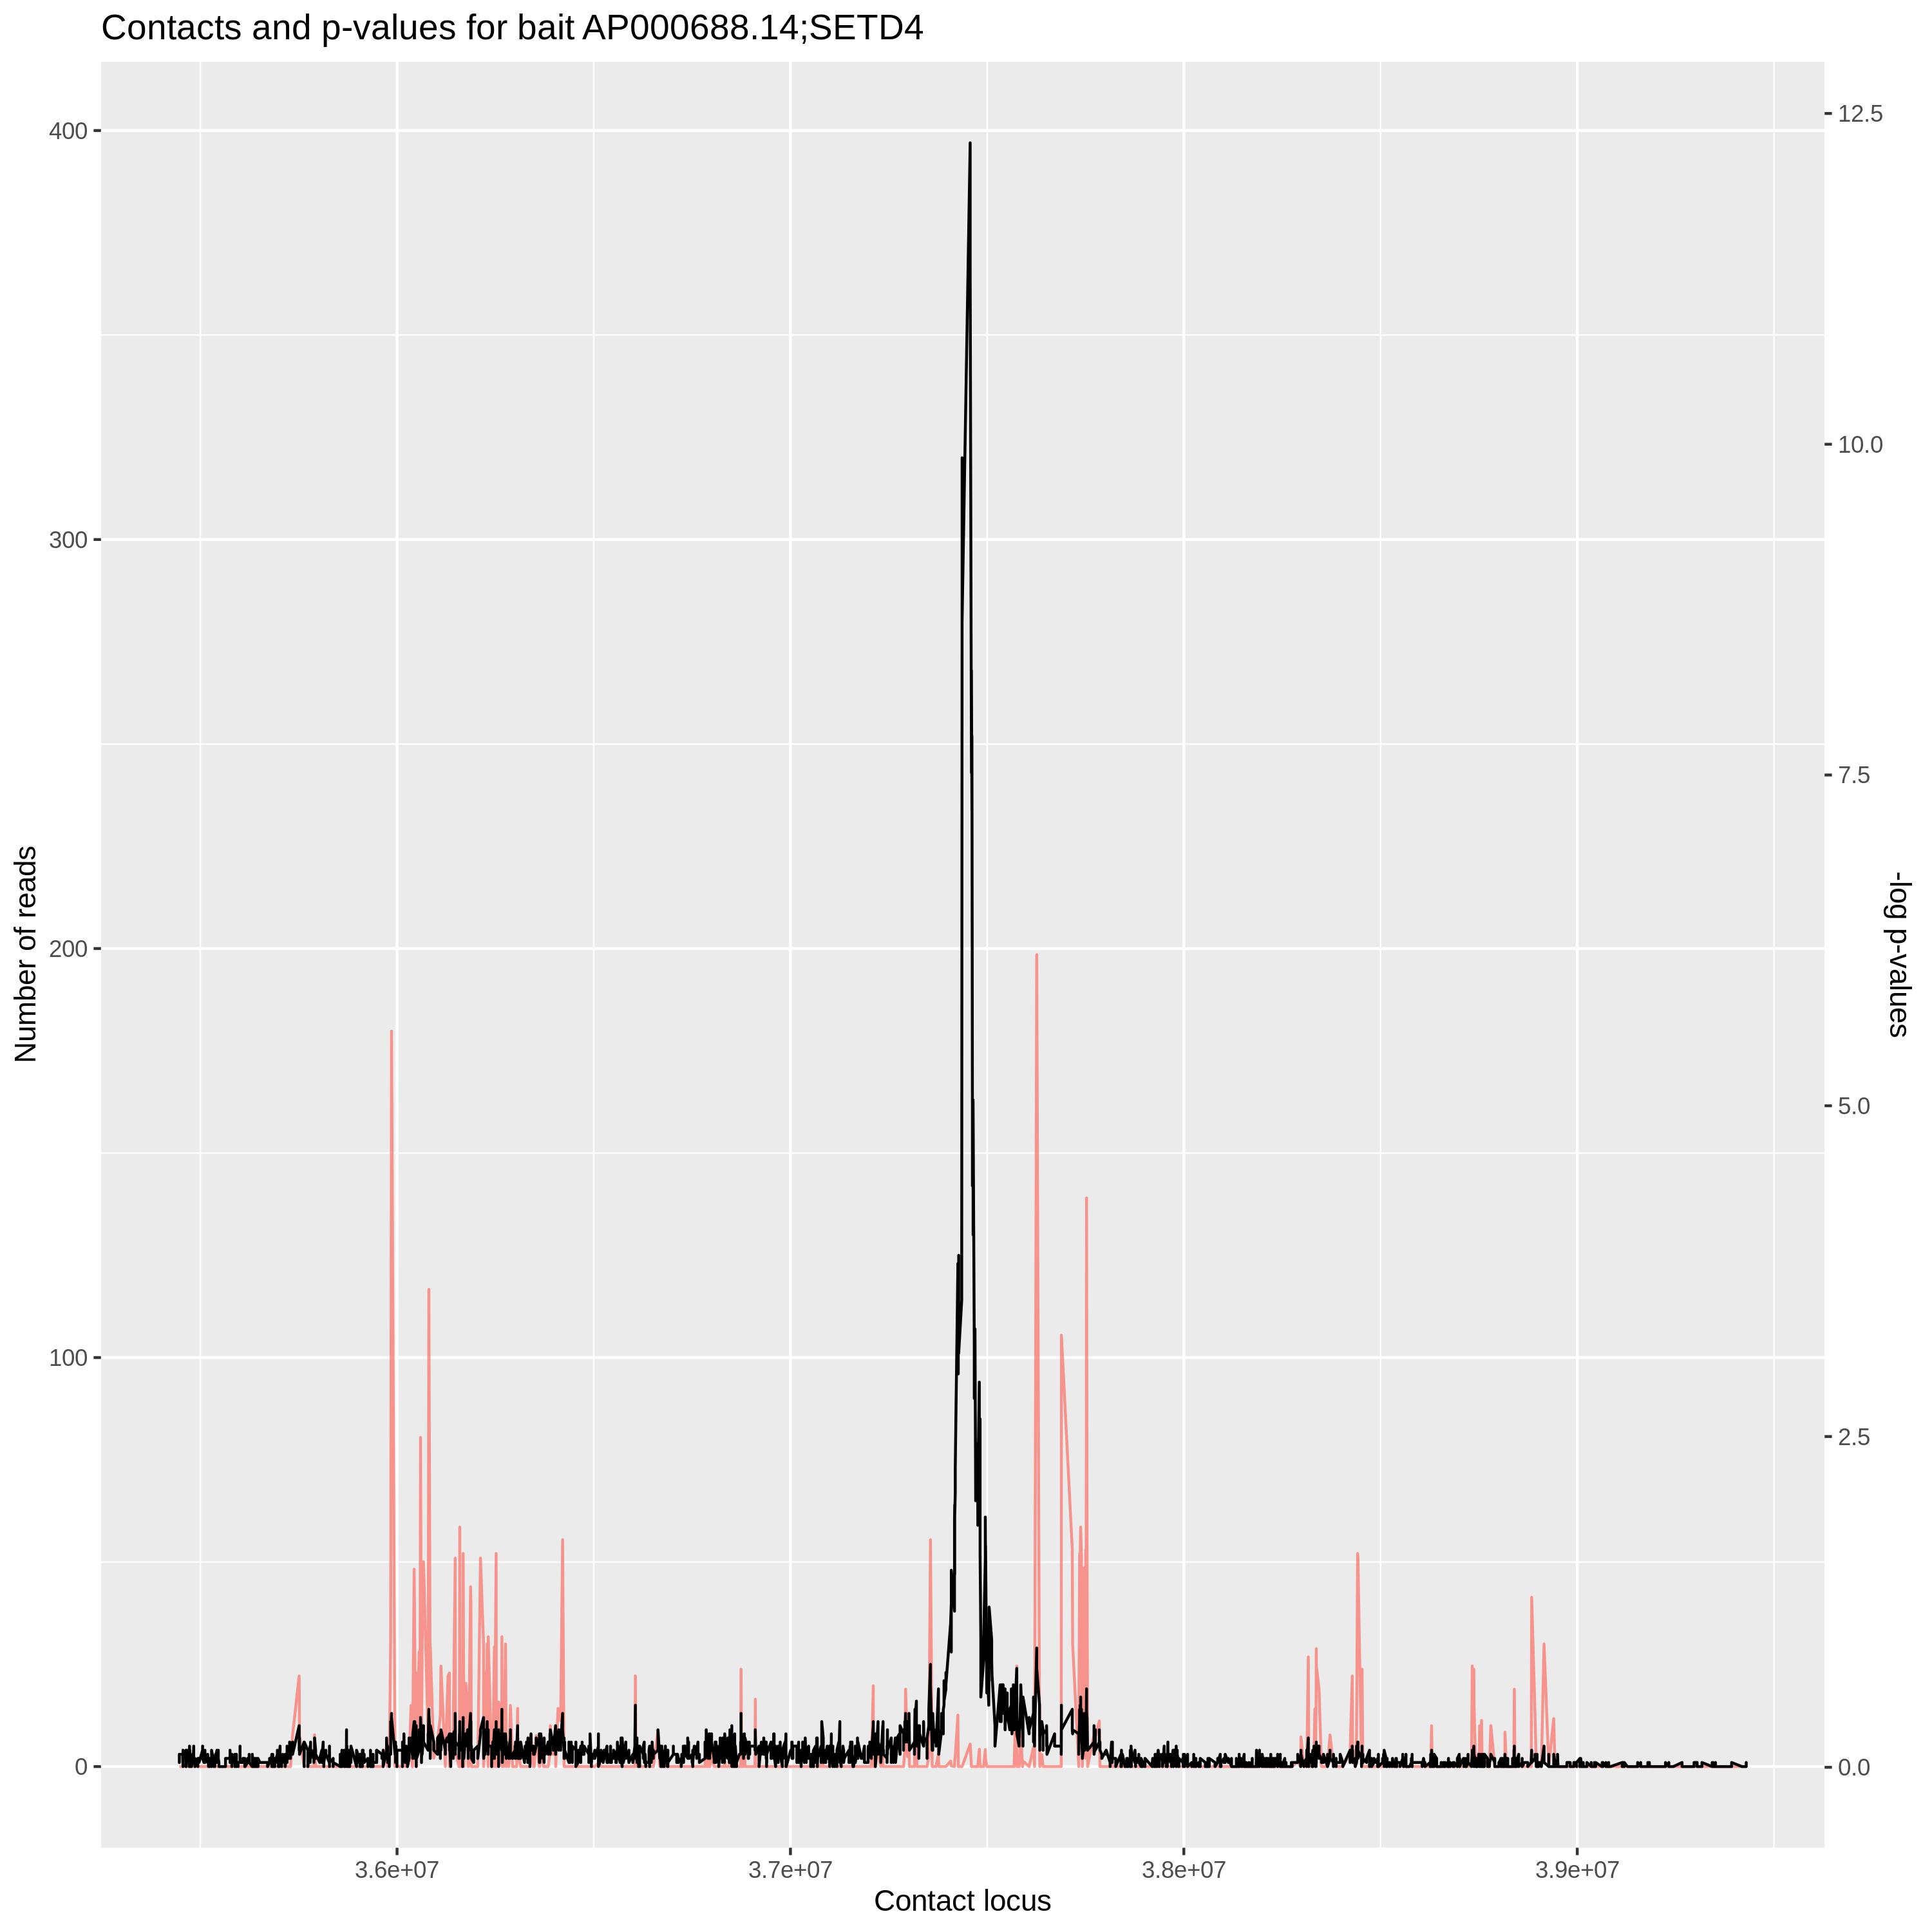 Contacts and p-values for bait AP000688.14;SETD4
400
300
200
100
0
Number of reads
12.5
10.0
7.5
5.0
2.5
0.0
-log p-values
3.6e+07 3.7e+07 3.8e+07 3.9e+07
Contact locus